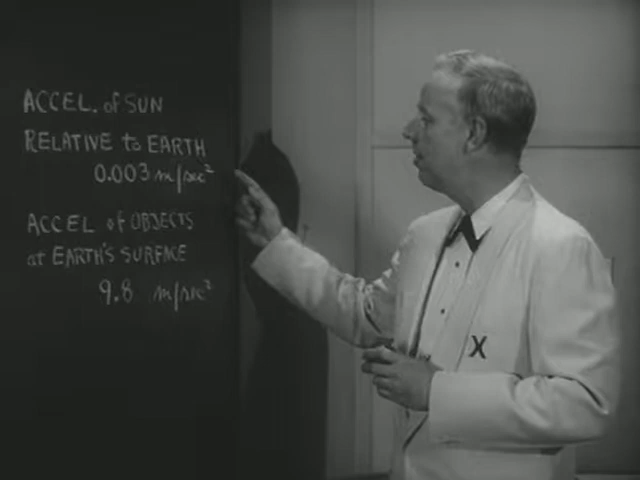 ACCEL. of SUN
RELATIVE to EARTH
0.003 m/sec²
ACCEL of OBJECTS
at EARTH'S SURFACE
9.8 m/sec²
X